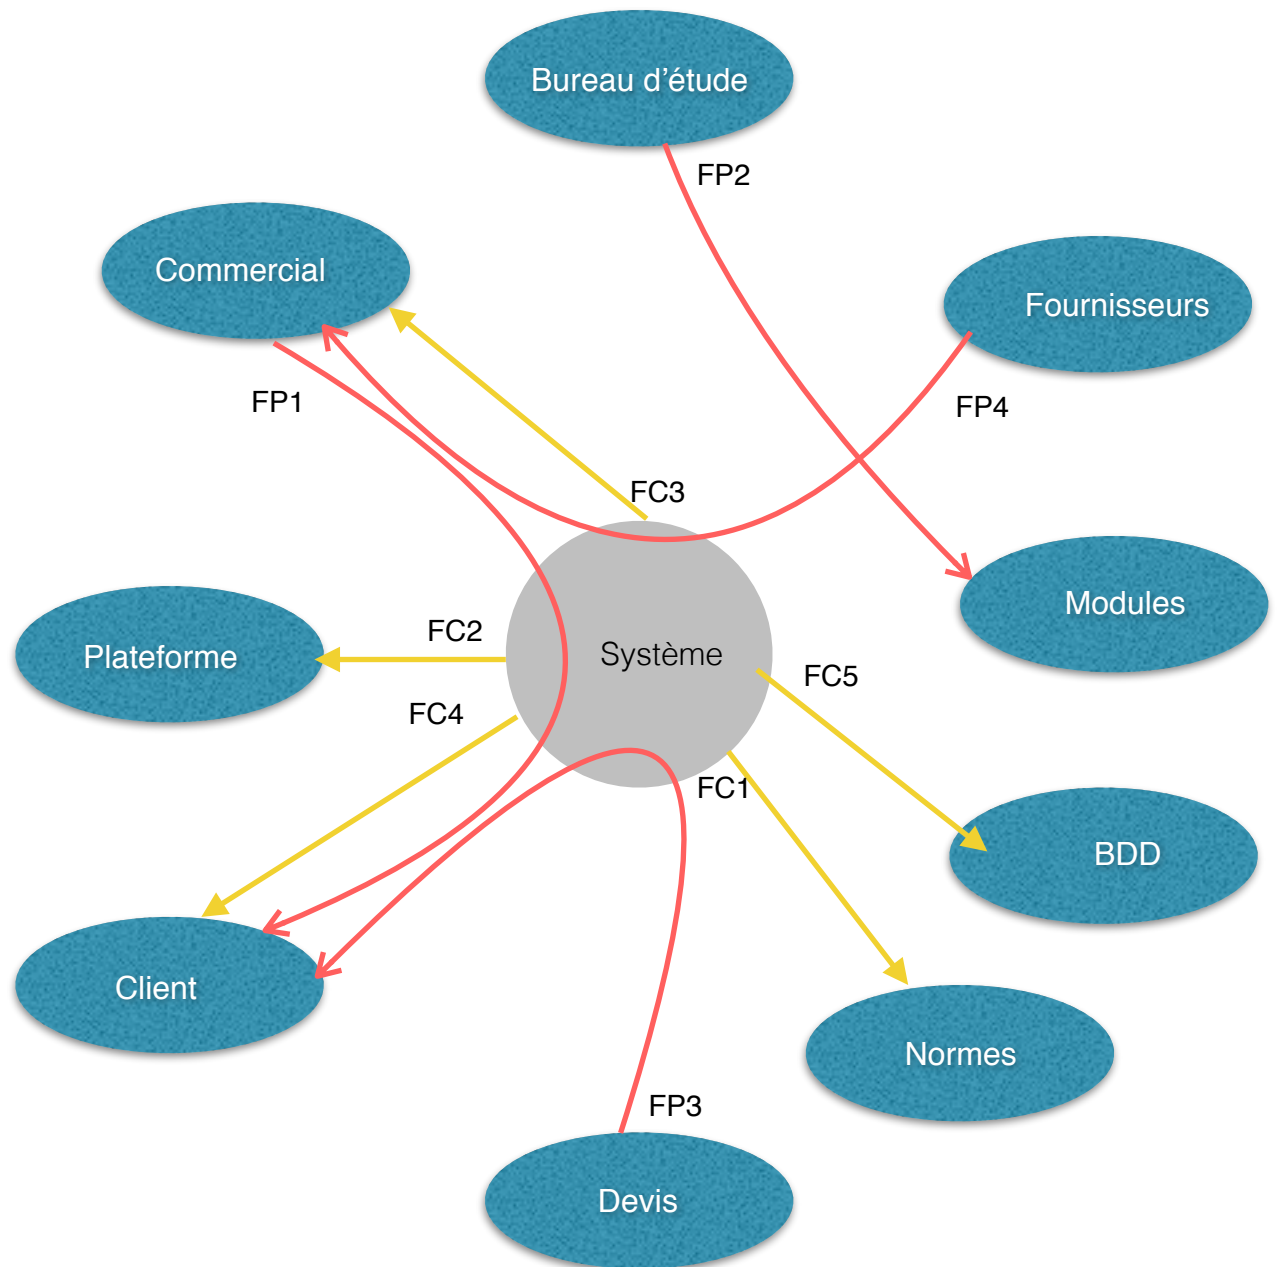 Bureau d'étude
FP2
Commercial
Fournisseurs
FP1
FP4
FC3
Modules
FC2
Plateforme
Système
FC5
FC4
FC1
BDD
Client
Normes
FP3
Devis